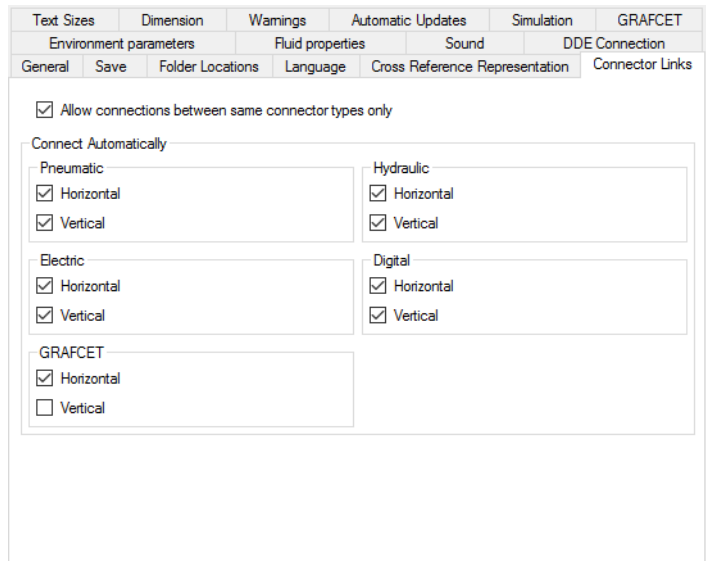 Text Sizes Dimension Warnings Automatic Updates Simulation GRAFCET
Environment parameters Fluid properties Sound DDE Connection
General Save Folder Locations Language Cross Reference Representation Connector Links
Allow connections between same connector types only
Connect Automatically
Pneumatic Hydraulic
Horizontal Horizontal
Vertical Vertical
Electric Digital
Horizontal Horizontal
Vertical Vertical
GRAFCET
Horizontal
Vertical